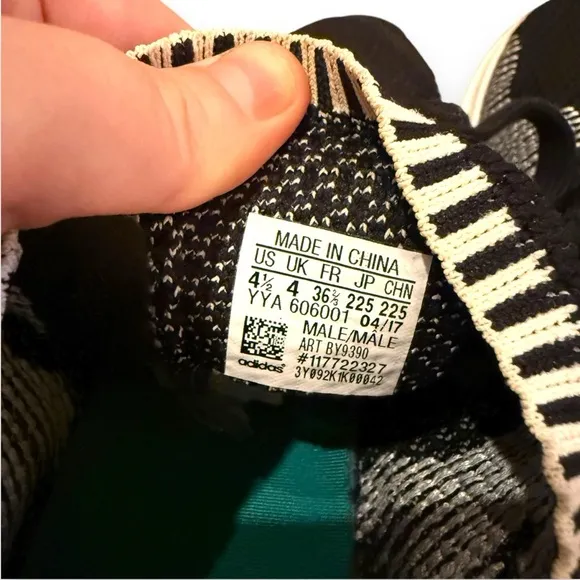 MADE IN CHINA
US UK FR JP CHN
4½ 4 36⅔ 225 225
YYA 606001 04/17
MALE/MÂLE
ART BY9390
#117722327
adidas® 3Y092K1K00042